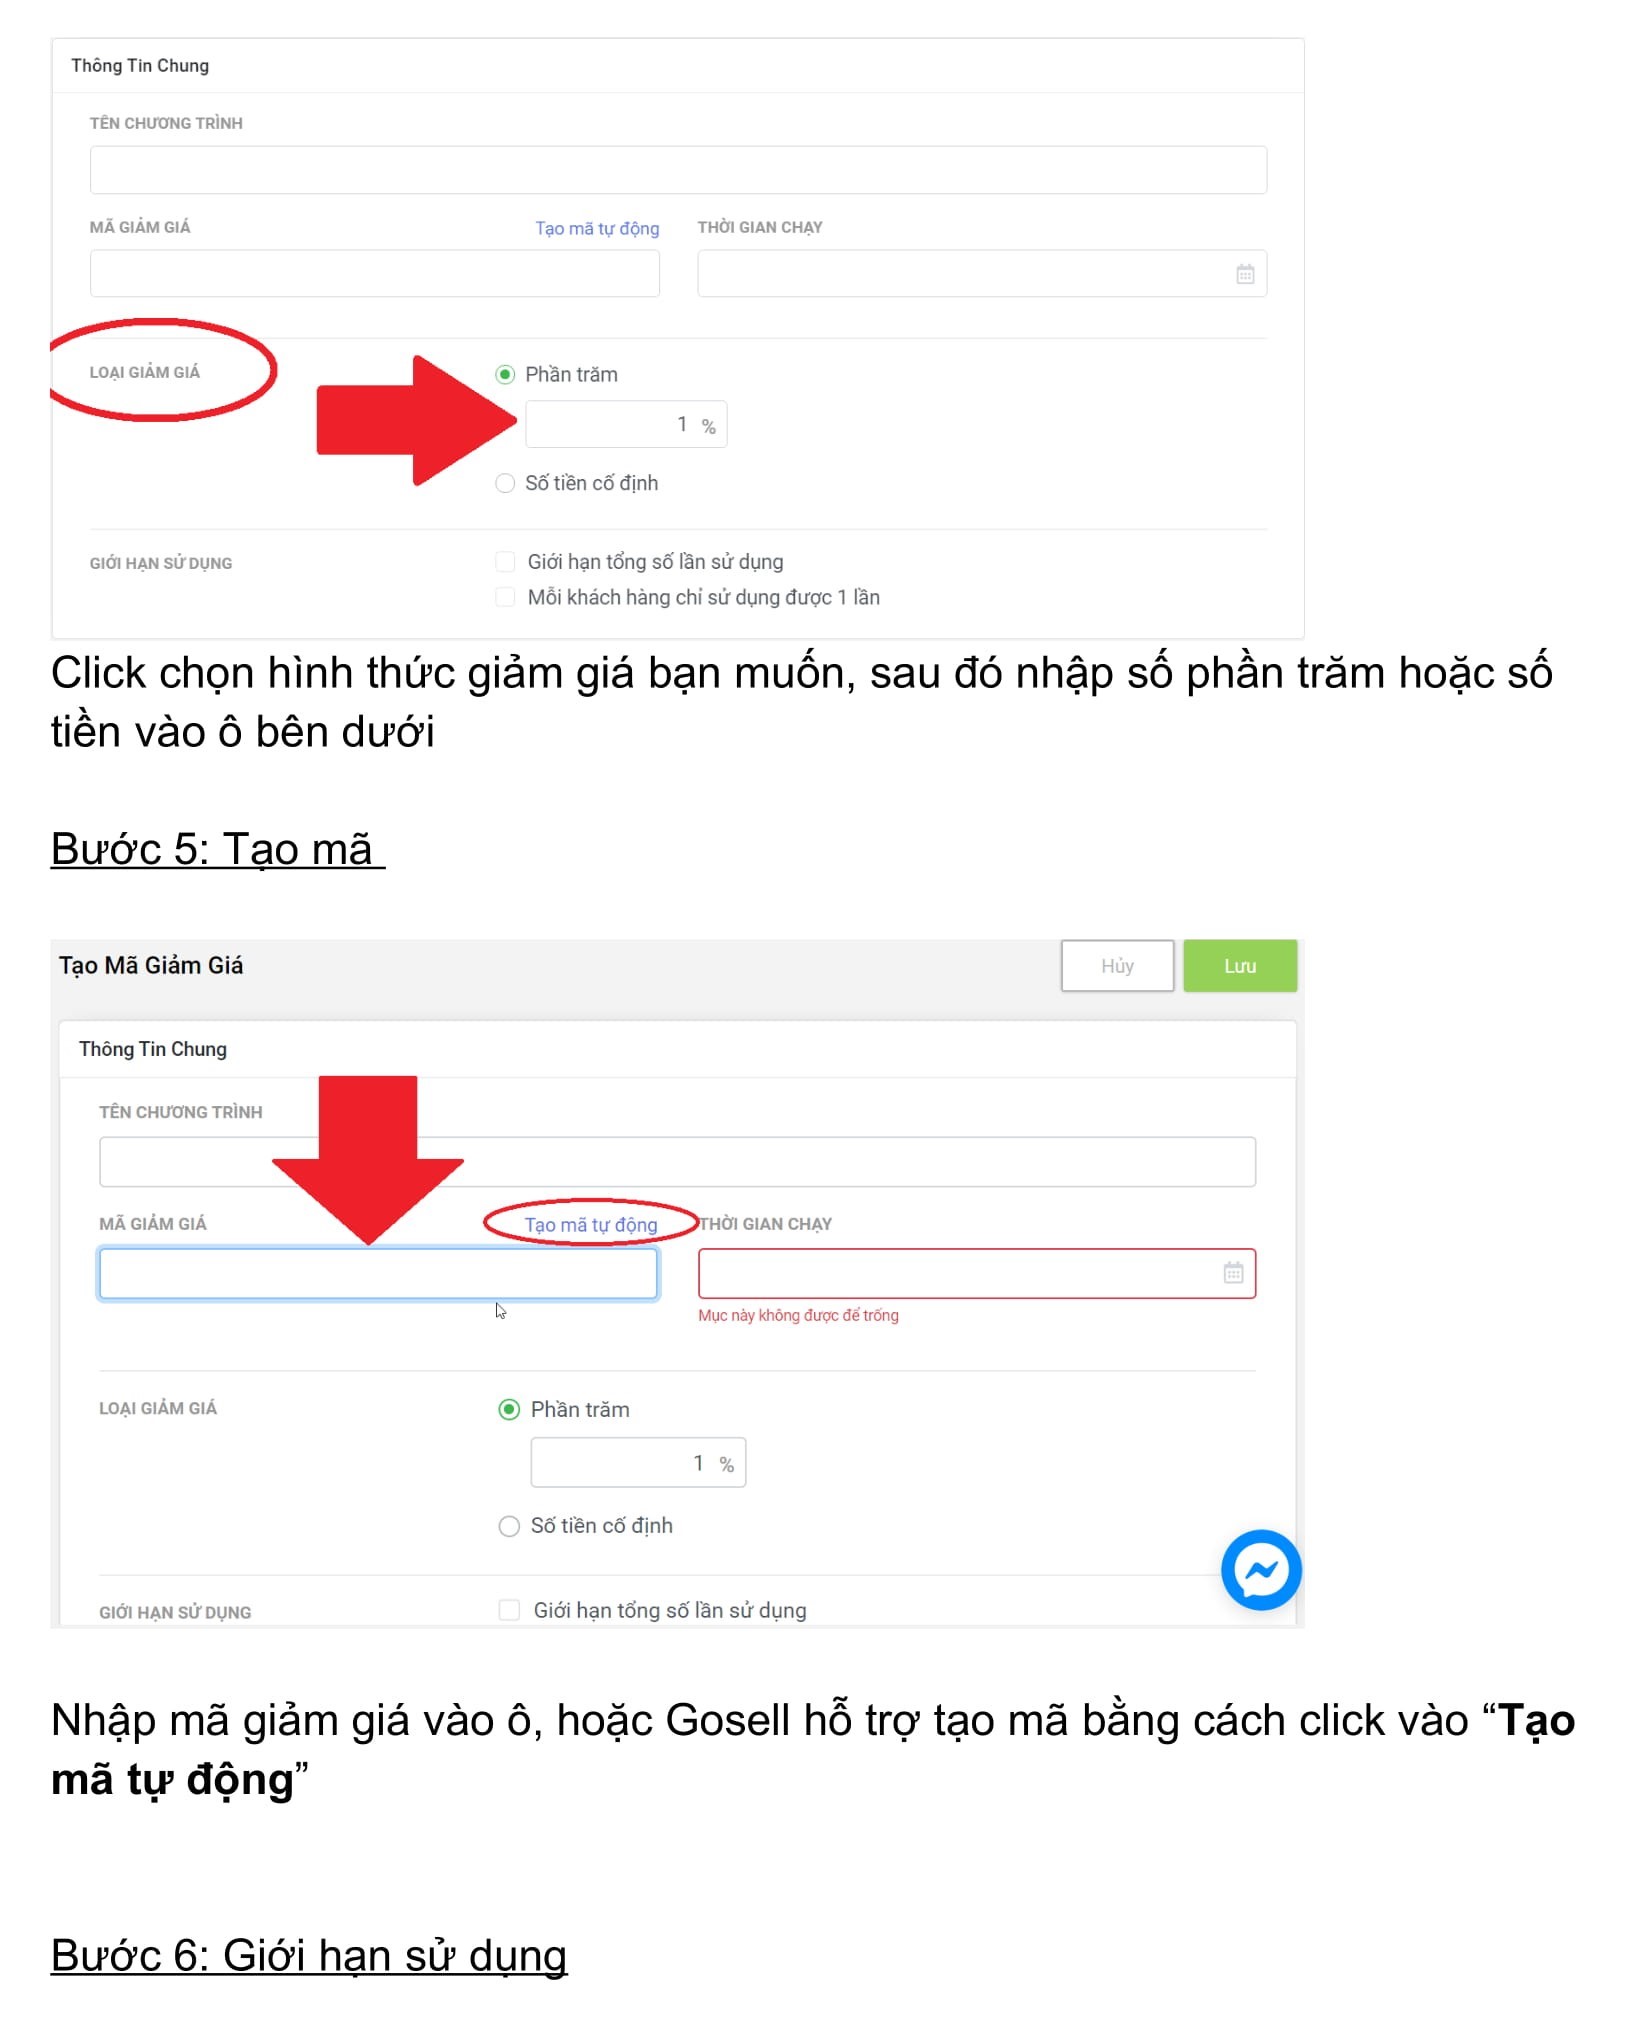 Thông Tin Chung
TÊN CHƯƠNG TRÌNH
MÃ GIẢM GIÁ
Tạo mã tự động
THỜI GIAN CHẠY
LOẠI GIẢM GIÁ
Phần trăm
1 %
Số tiền cố định
GIỚI HẠN SỬ DỤNG
Giới hạn tổng số lần sử dụng
Mỗi khách hàng chỉ sử dụng được 1 lần
Click chọn hình thức giảm giá bạn muốn, sau đó nhập số phần trăm hoặc số
tiền vào ô bên dưới
Bước 5: Tạo mã
Tạo Mã Giảm Giá
Hủy
Lưu
Thông Tin Chung
TÊN CHƯƠNG TRÌNH
MÃ GIẢM GIÁ
Tạo mã tự động
THỜI GIAN CHẠY
Mục này không được để trống
LOẠI GIẢM GIÁ
Phần trăm
1 %
Số tiền cố định
GIỚI HẠN SỬ DỤNG
Giới hạn tổng số lần sử dụng
Nhập mã giảm giá vào ô, hoặc Gosell hỗ trợ tạo mã bằng cách click vào “Tạo
mã tự động”
Bước 6: Giới hạn sử dụng